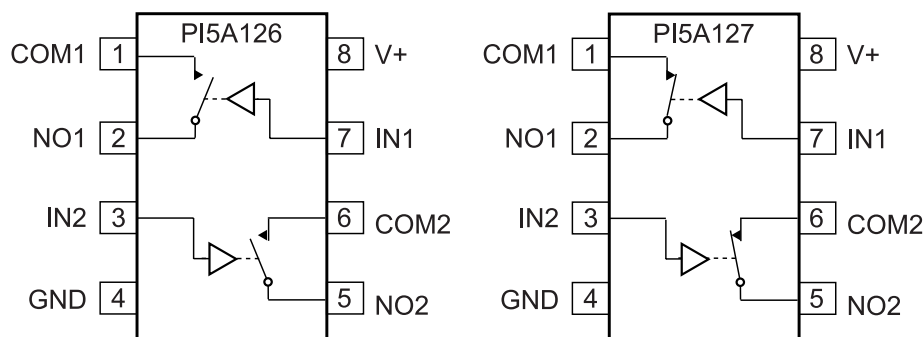 PI5A126
COM1 1
8 V+
NO1 2
7 IN1
IN2 3
6 COM2
GND 4
5 NO2
PI5A127
COM1 1
8 V+
NO1 2
7 IN1
IN2 3
6 COM2
GND 4
5 NO2